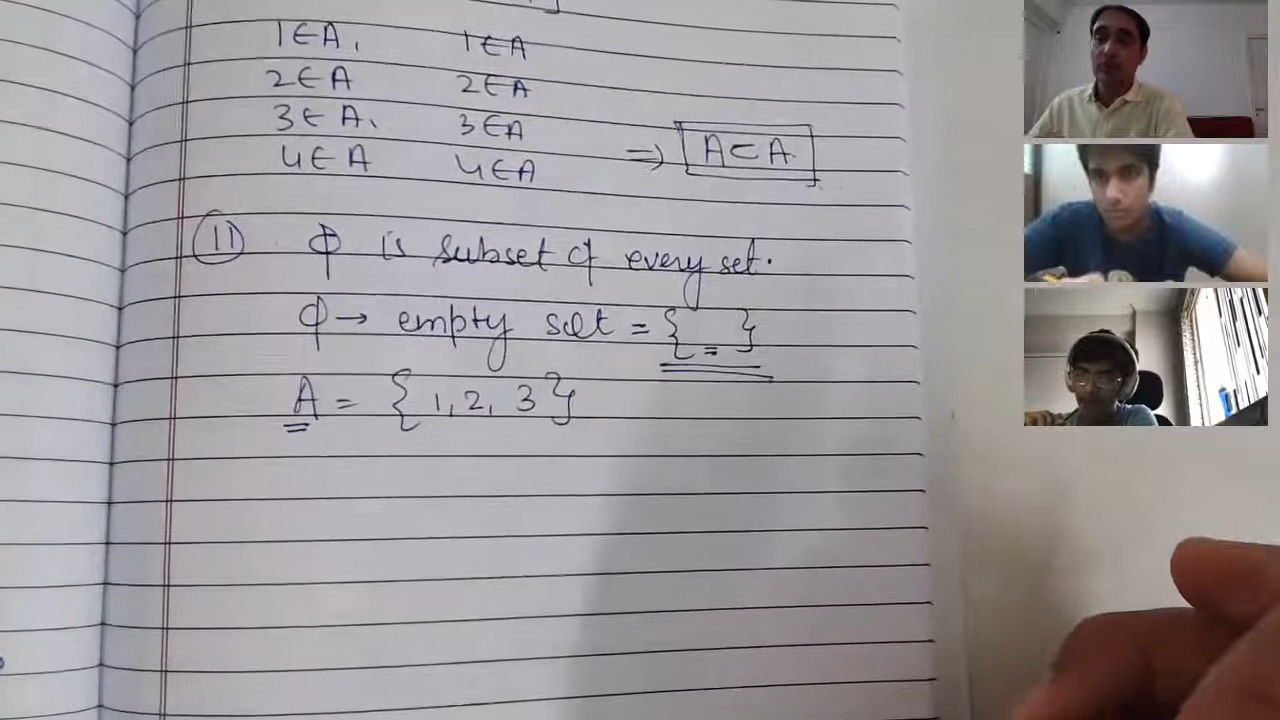 1∈A, 1∈A
2∈A 2∈A
3∈A, 3∈A
4∈A 4∈A ⇒ A⊂A.
(11) ϕ is subset of every set.
ϕ → empty set = { }
A = {1, 2, 3}